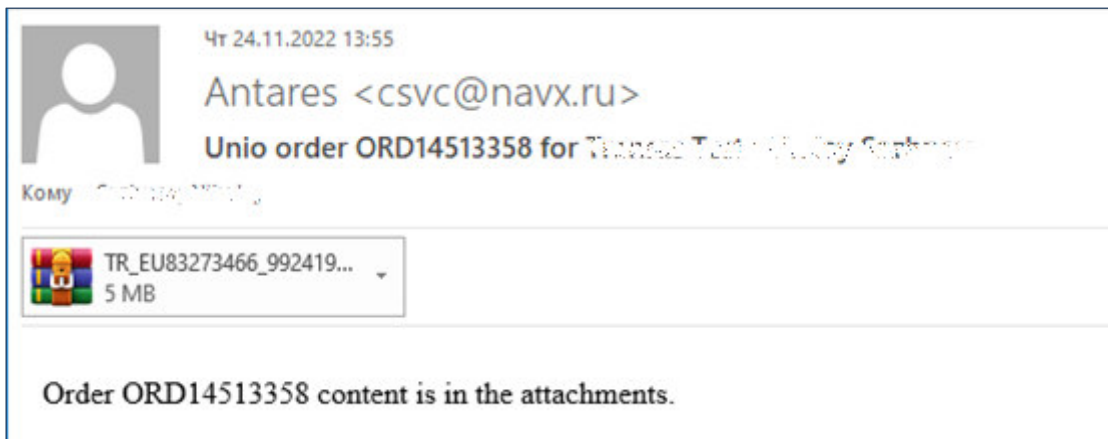 Чт 24.11.2022 13:55
Antares <csvc@navx.ru>
Unio order ORD14513358 for
Кому
TR_EU83273466_992419...
5 MB
Order ORD14513358 content is in the attachments.